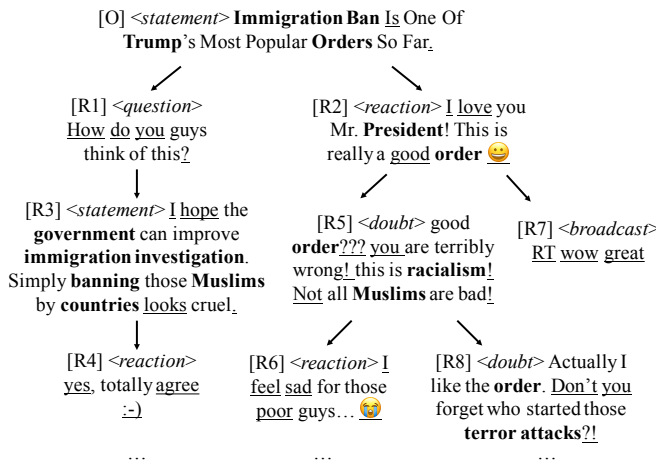 [O] <statement> Immigration Ban Is One Of
Trump’s Most Popular Orders So Far.
[R1] <question>
How do you guys
think of this?
[R2] <reaction> I love you
Mr. President! This is
really a good order 😀
[R3] <statement> I hope the
government can improve
immigration investigation.
Simply banning those Muslims
by countries looks cruel.
[R5] <doubt> good
order??? you are terribly
wrong! this is racialism!
Not all Muslims are bad!
[R7] <broadcast>
RT wow great
[R4] <reaction>
yes, totally agree
:-)
[R6] <reaction> I
feel sad for those
poor guys… 😭
[R8] <doubt> Actually I
like the order. Don’t you
forget who started those
terror attacks?!
…
…
…